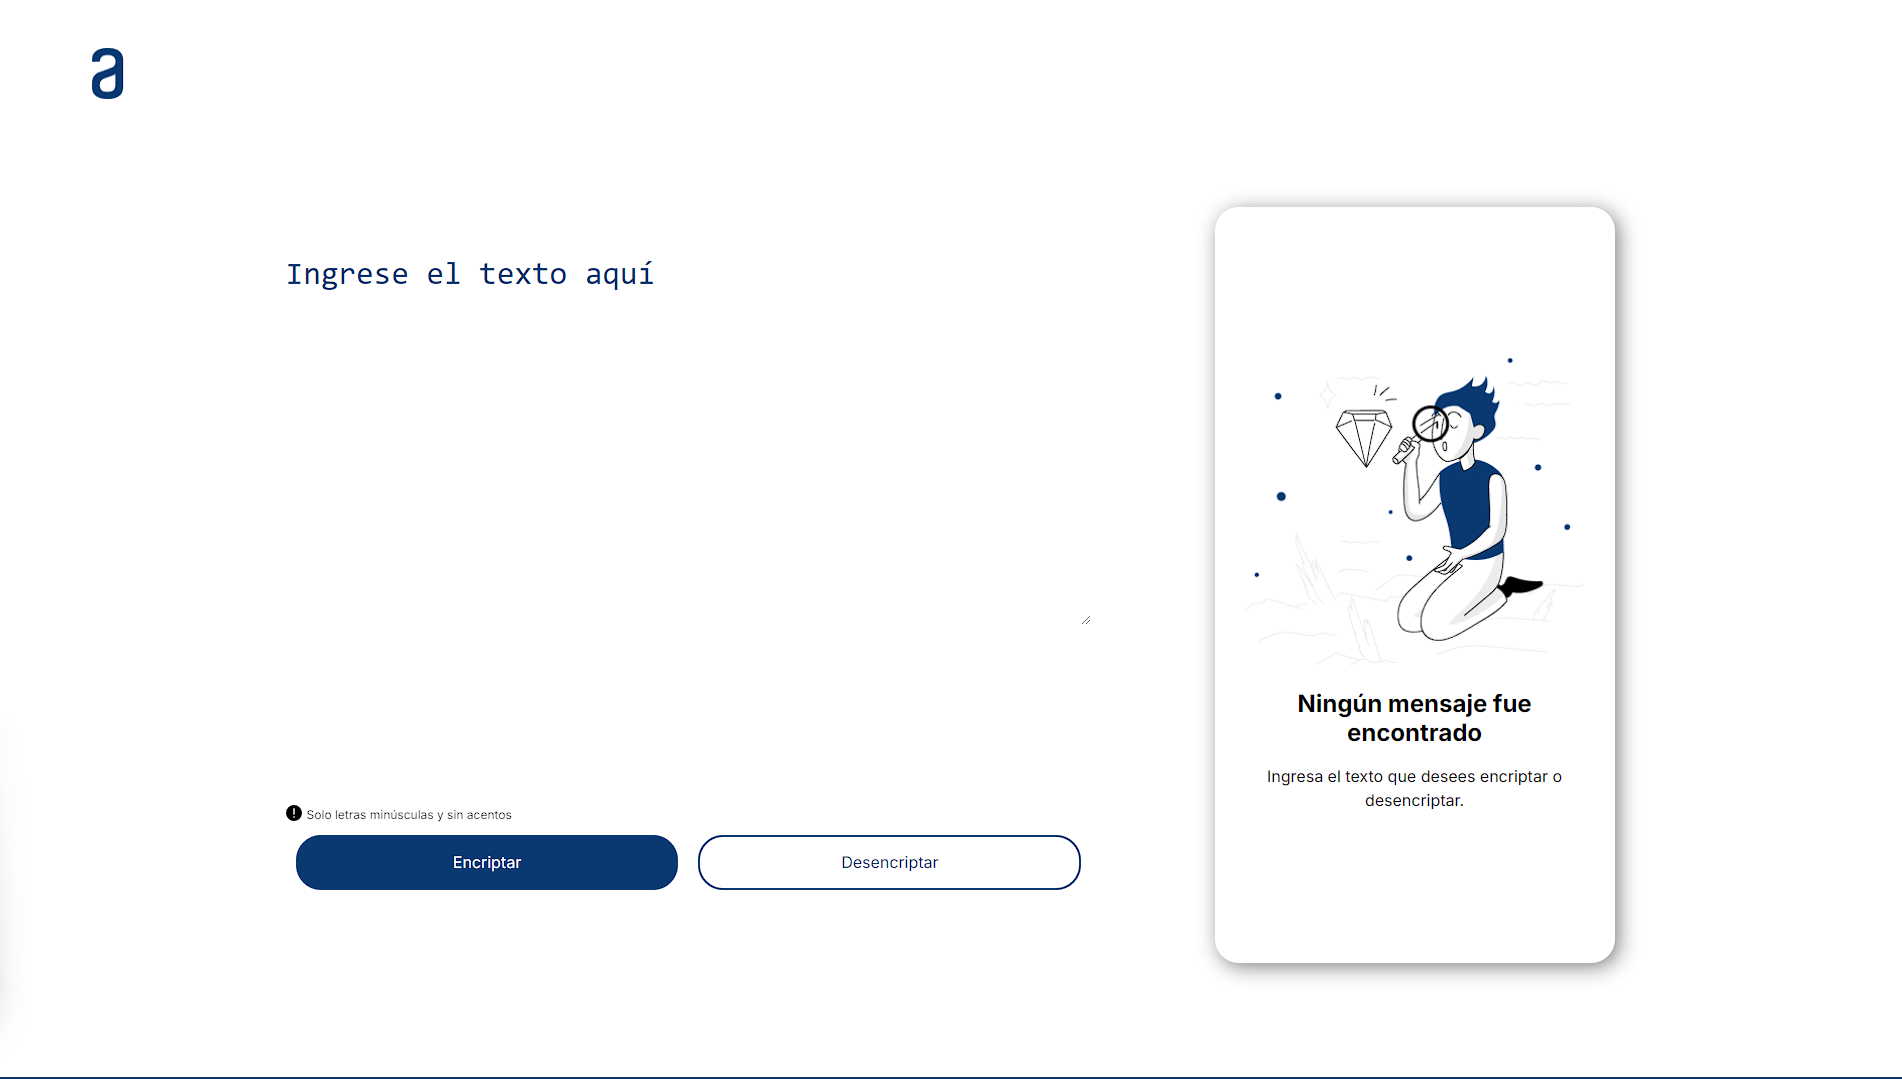 a
Ingrese el texto aquí
Solo letras minúsculas y sin acentos
Encriptar
Desencriptar
Ningún mensaje fue
encontrado
Ingresa el texto que desees encriptar o
desencriptar.